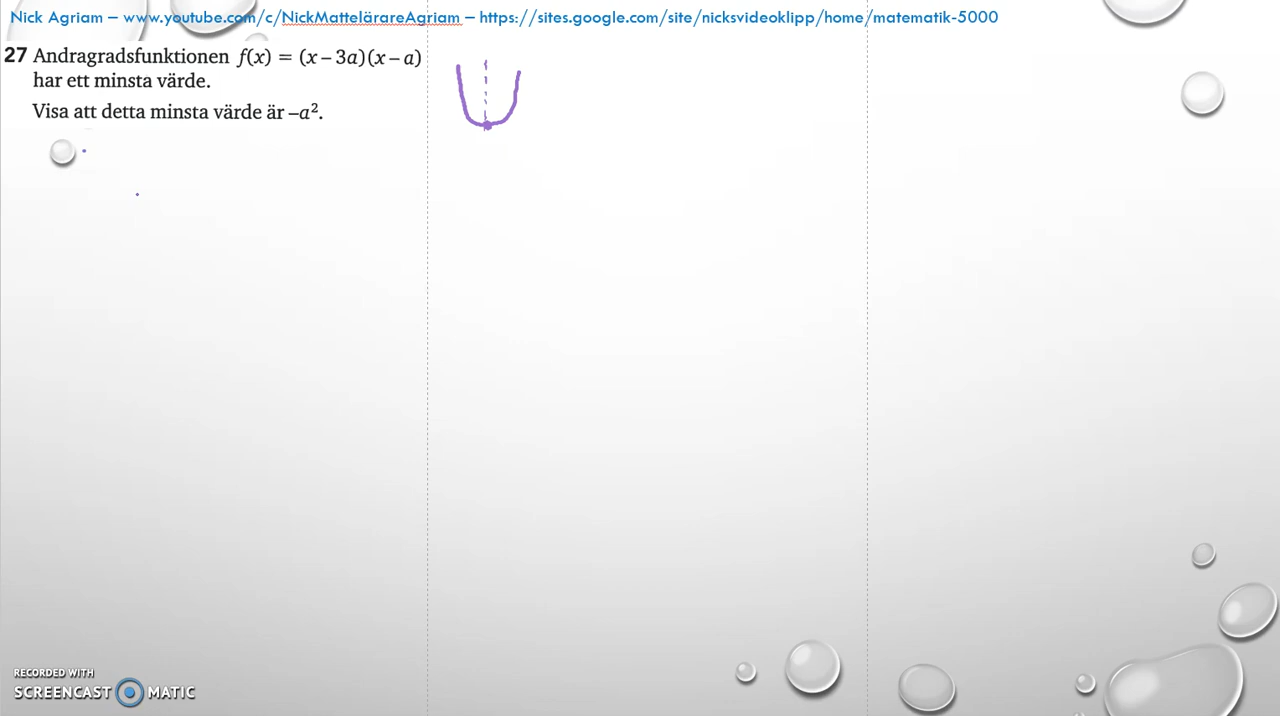 Nick Agriam – www.youtube.com/c/NickMattelärareAgriam – https://sites.google.com/site/nicksvideoklipp/home/matematik-5000
27 Andragradsfunktionen f(x) = (x – 3a)(x – a)
har ett minsta värde.
Visa att detta minsta värde är –a².
RECORDED WITH
SCREENCAST MATIC